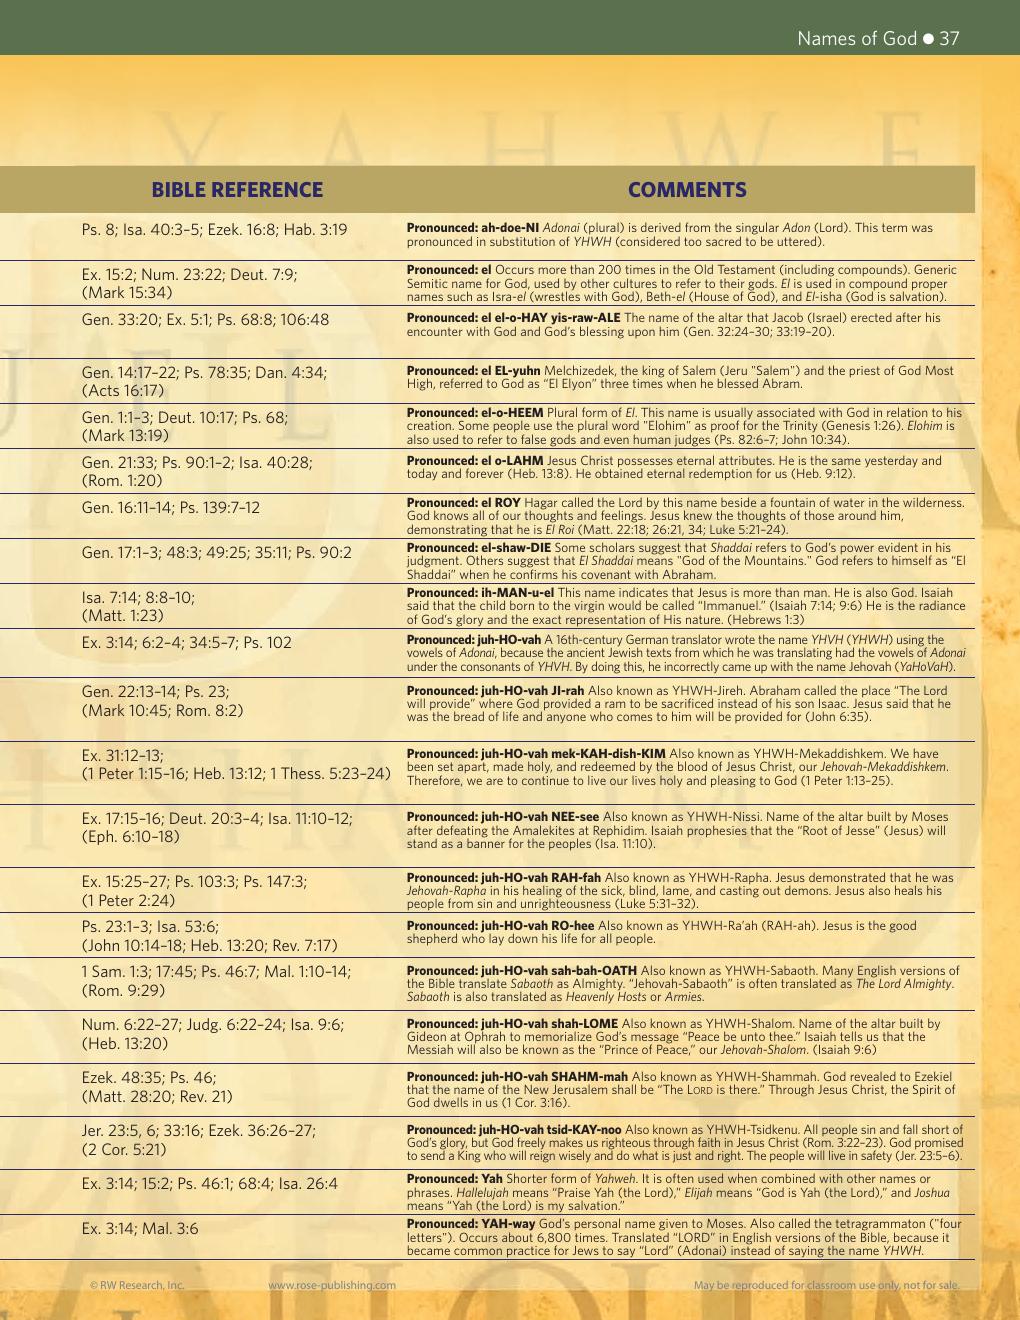 Names of God ● 37
BIBLE REFERENCE
COMMENTS
Ps. 8; Isa. 40:3–5; Ezek. 16:8; Hab. 3:19
Pronounced: ah-doe-NI Adonai (plural) is derived from the singular Adon (Lord). This term was
pronounced in substitution of YHWH (considered too sacred to be uttered).
Ex. 15:2; Num. 23:22; Deut. 7:9;
(Mark 15:34)
Pronounced: el Occurs more than 200 times in the Old Testament (including compounds). Generic
Semitic name for God, used by other cultures to refer to their gods. El is used in compound proper
names such as Isra-el (wrestles with God), Beth-el (House of God), and El-isha (God is salvation).
Gen. 33:20; Ex. 5:1; Ps. 68:8; 106:48
Pronounced: el el-o-HAY yis-raw-ALE The name of the altar that Jacob (Israel) erected after his
encounter with God and God’s blessing upon him (Gen. 32:24–30; 33:19–20).
Gen. 14:17–22; Ps. 78:35; Dan. 4:34;
(Acts 16:17)
Pronounced: el EL-yuhn Melchizedek, the king of Salem (Jeru "Salem") and the priest of God Most
High, referred to God as “El Elyon” three times when he blessed Abram.
Gen. 1:1–3; Deut. 10:17; Ps. 68;
(Mark 13:19)
Pronounced: el-o-HEEM Plural form of El. This name is usually associated with God in relation to his
creation. Some people use the plural word "Elohim" as proof for the Trinity (Genesis 1:26). Elohim is
also used to refer to false gods and even human judges (Ps. 82:6–7; John 10:34).
Gen. 21:33; Ps. 90:1–2; Isa. 40:28;
(Rom. 1:20)
Pronounced: el o-LAHM Jesus Christ possesses eternal attributes. He is the same yesterday and
today and forever (Heb. 13:8). He obtained eternal redemption for us (Heb. 9:12).
Gen. 16:11–14; Ps. 139:7–12
Pronounced: el ROY Hagar called the Lord by this name beside a fountain of water in the wilderness.
God knows all of our thoughts and feelings. Jesus knew the thoughts of those around him,
demonstrating that he is El Roi (Matt. 22:18; 26:21, 34; Luke 5:21–24).
Gen. 17:1–3; 48:3; 49:25; 35:11; Ps. 90:2
Pronounced: el-shaw-DIE Some scholars suggest that Shaddai refers to God’s power evident in his
judgment. Others suggest that El Shaddai means "God of the Mountains." God refers to himself as “El
Shaddai” when he confirms his covenant with Abraham.
Isa. 7:14; 8:8–10;
(Matt. 1:23)
Pronounced: ih-MAN-u-el This name indicates that Jesus is more than man. He is also God. Isaiah
said that the child born to the virgin would be called “Immanuel.” (Isaiah 7:14; 9:6) He is the radiance
of God’s glory and the exact representation of His nature. (Hebrews 1:3)
Ex. 3:14; 6:2–4; 34:5–7; Ps. 102
Pronounced: juh-HO-vah A 16th-century German translator wrote the name YHVH (YHWH) using the
vowels of Adonai, because the ancient Jewish texts from which he was translating had the vowels of Adonai
under the consonants of YHVH. By doing this, he incorrectly came up with the name Jehovah (YaHoVaH).
Gen. 22:13–14; Ps. 23;
(Mark 10:45; Rom. 8:2)
Pronounced: juh-HO-vah JI-rah Also known as YHWH-Jireh. Abraham called the place “The Lord
will provide” where God provided a ram to be sacrificed instead of his son Isaac. Jesus said that he
was the bread of life and anyone who comes to him will be provided for (John 6:35).
Ex. 31:12–13;
(1 Peter 1:15–16; Heb. 13:12; 1 Thess. 5:23–24)
Pronounced: juh-HO-vah mek-KAH-dish-KIM Also known as YHWH-Mekaddishkem. We have
been set apart, made holy, and redeemed by the blood of Jesus Christ, our Jehovah-Mekaddishkem.
Therefore, we are to continue to live our lives holy and pleasing to God (1 Peter 1:13–25).
Ex. 17:15–16; Deut. 20:3–4; Isa. 11:10–12;
(Eph. 6:10–18)
Pronounced: juh-HO-vah NEE-see Also known as YHWH-Nissi. Name of the altar built by Moses
after defeating the Amalekites at Rephidim. Isaiah prophesies that the “Root of Jesse” (Jesus) will
stand as a banner for the peoples (Isa. 11:10).
Ex. 15:25–27; Ps. 103:3; Ps. 147:3;
(1 Peter 2:24)
Pronounced: juh-HO-vah RAH-fah Also known as YHWH-Rapha. Jesus demonstrated that he was
Jehovah-Rapha in his healing of the sick, blind, lame, and casting out demons. Jesus also heals his
people from sin and unrighteousness (Luke 5:31–32).
Ps. 23:1–3; Isa. 53:6;
(John 10:14–18; Heb. 13:20; Rev. 7:17)
Pronounced: juh-HO-vah RO-hee Also known as YHWH-Ra’ah (RAH-ah). Jesus is the good
shepherd who lay down his life for all people.
1 Sam. 1:3; 17:45; Ps. 46:7; Mal. 1:10–14;
(Rom. 9:29)
Pronounced: juh-HO-vah sah-bah-OATH Also known as YHWH-Sabaoth. Many English versions of
the Bible translate Sabaoth as Almighty. “Jehovah-Sabaoth” is often translated as The Lord Almighty.
Sabaoth is also translated as Heavenly Hosts or Armies.
Num. 6:22–27; Judg. 6:22–24; Isa. 9:6;
(Heb. 13:20)
Pronounced: juh-HO-vah shah-LOME Also known as YHWH-Shalom. Name of the altar built by
Gideon at Ophrah to memorialize God’s message “Peace be unto thee.” Isaiah tells us that the
Messiah will also be known as the “Prince of Peace,” our Jehovah-Shalom. (Isaiah 9:6)
Ezek. 48:35; Ps. 46;
(Matt. 28:20; Rev. 21)
Pronounced: juh-HO-vah SHAHM-mah Also known as YHWH-Shammah. God revealed to Ezekiel
that the name of the New Jerusalem shall be “The LORD is there.” Through Jesus Christ, the Spirit of
God dwells in us (1 Cor. 3:16).
Jer. 23:5, 6; 33:16; Ezek. 36:26–27;
(2 Cor. 5:21)
Pronounced: juh-HO-vah tsid-KAY-noo Also known as YHWH-Tsidkenu. All people sin and fall short of
God’s glory, but God freely makes us righteous through faith in Jesus Christ (Rom. 3:22–23). God promised
to send a King who will reign wisely and do what is just and right. The people will live in safety (Jer. 23:5–6).
Ex. 3:14; 15:2; Ps. 46:1; 68:4; Isa. 26:4
Pronounced: Yah Shorter form of Yahweh. It is often used when combined with other names or
phrases. Hallelujah means “Praise Yah (the Lord),” Elijah means “God is Yah (the Lord),” and Joshua
means “Yah (the Lord) is my salvation.”
Ex. 3:14; Mal. 3:6
Pronounced: YAH-way God’s personal name given to Moses. Also called the tetragrammaton ("four
letters"). Occurs about 6,800 times. Translated “LORD” in English versions of the Bible, because it
became common practice for Jews to say “Lord” (Adonai) instead of saying the name YHWH.
© RW Research, Inc.
www.rose-publishing.com
May be reproduced for classroom use only, not for sale.